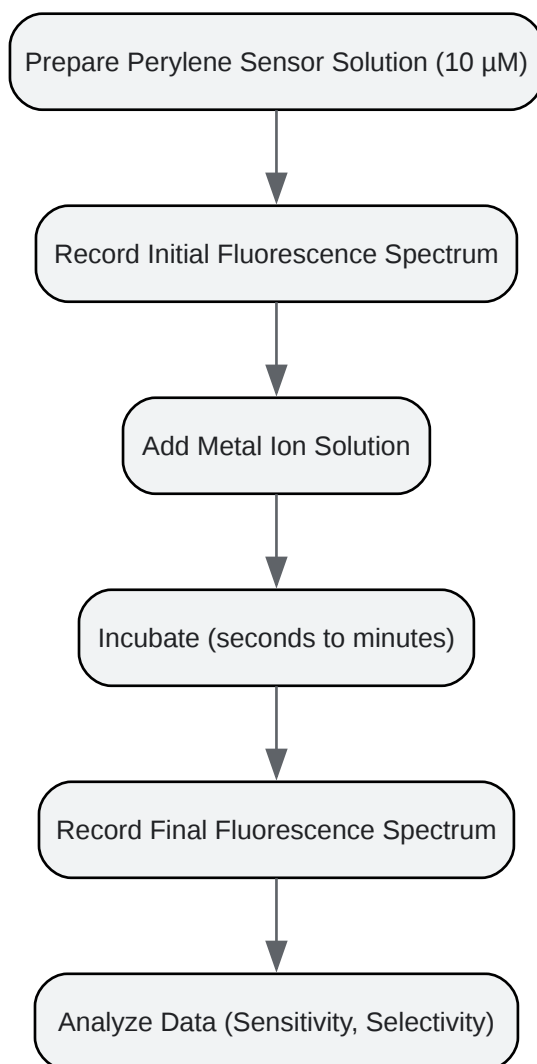 Prepare Perylene Sensor Solution (10 µM)
Record Initial Fluorescence Spectrum
Add Metal Ion Solution
Incubate (seconds to minutes)
Record Final Fluorescence Spectrum
Analyze Data (Sensitivity, Selectivity)